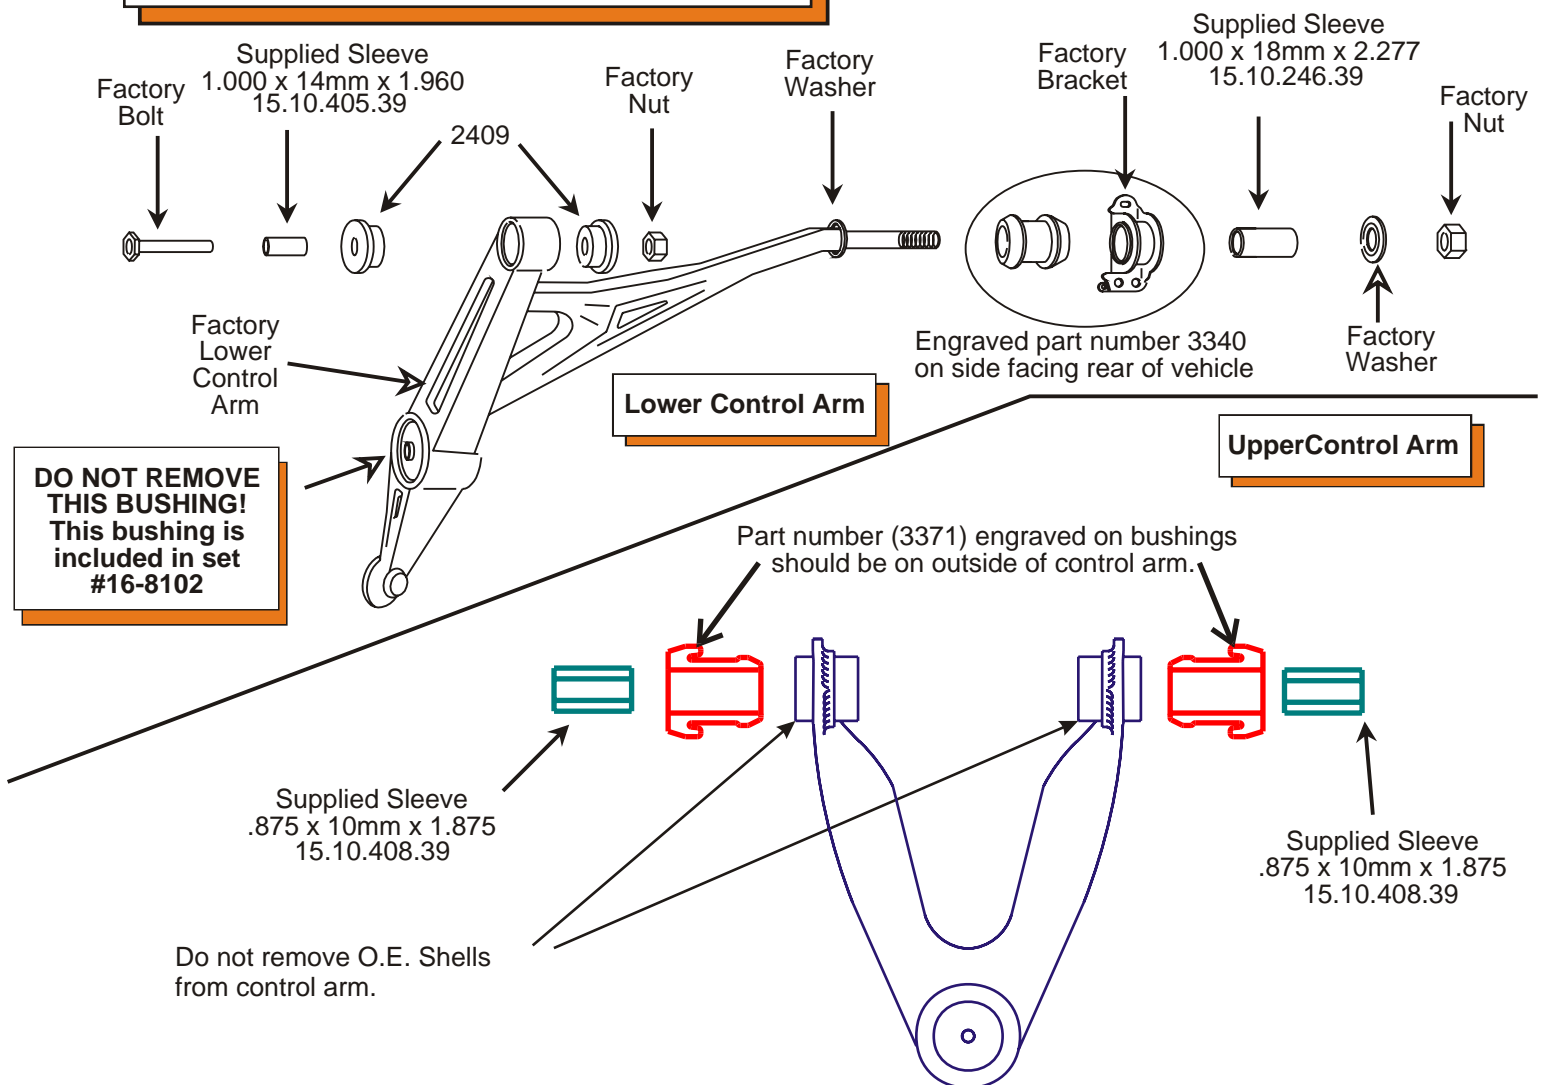 Factory
Bolt
Supplied Sleeve
1.000 x 14mm x 1.960
15.10.405.39
2409
Factory
Nut
Factory
Washer
Factory
Bracket
Supplied Sleeve
1.000 x 18mm x 2.277
15.10.246.39
Factory
Nut
Factory
Lower
Control
Arm
Engraved part number 3340
on side facing rear of vehicle
Factory
Washer
Lower Control Arm
UpperControl Arm
DO NOT REMOVE
THIS BUSHING!
This bushing is
included in set
#16-8102
Part number (3371) engraved on bushings
should be on outside of control arm.
Supplied Sleeve
.875 x 10mm x 1.875
15.10.408.39
Supplied Sleeve
.875 x 10mm x 1.875
15.10.408.39
Do not remove O.E. Shells
from control arm.